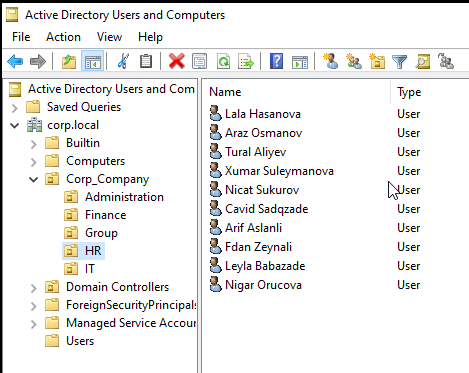 Active Directory Users and Computers
File Action View Help
Active Directory Users and Com
Saved Queries
corp.local
Builtin
Computers
Corp_Company
Administration
Finance
Group
HR
IT
Domain Controllers
ForeignSecurityPrincipals
Managed Service Accour
Users
Name Type
Lala Hasanova User
Araz Osmanov User
Tural Aliyev User
Xumar Suleymanova User
Nicat Sukurov User
Cavid Sadqzade User
Arif Aslanli User
Fdan Zeynali User
Leyla Babazade User
Nigar Orucova User